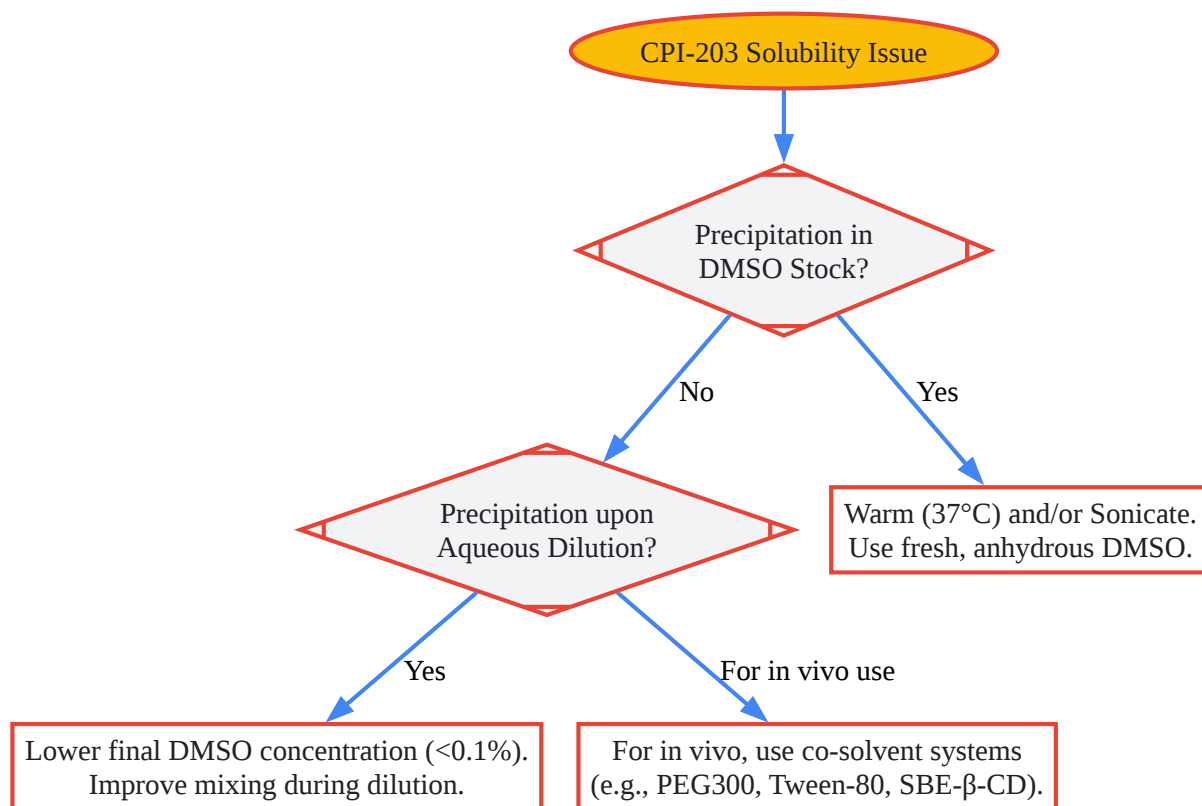 CPI-203 Solubility Issue
Precipitation in
DMSO Stock?
No
Yes
Precipitation upon
Aqueous Dilution?
Warm (37°C) and/or Sonicate.
Use fresh, anhydrous DMSO.
Yes
For in vivo use
Lower final DMSO concentration (<0.1%).
Improve mixing during dilution.
For in vivo, use co-solvent systems
(e.g., PEG300, Tween-80, SBE-β-CD).